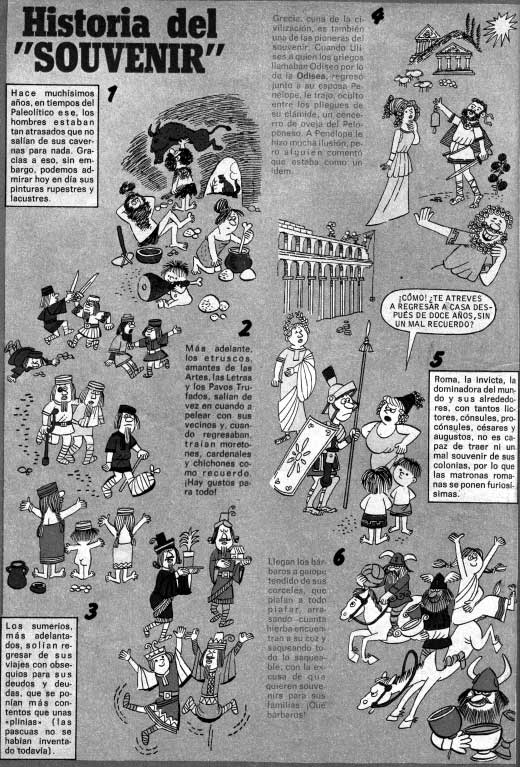 Historia del
"SOUVENIR"
1
Hace muchísimos
años, en tiempos del
Paleolítico ese, los
hombres estaban
tan atrasados que no
salían de sus caver-
nas para nada. Gra-
cias a eso, sin em-
bargo, podemos ad-
mirar hoy en día sus
pinturas rupestres y
lacustres.
2
Más adelante,
los etruscos,
amantes de las
Artes, las Letras
y los Pavos Tru-
fados, salían de
vez en cuando a
pelear con sus
vecinos y, cuando
regresaban,
traían moreto-
nes, cardenales
y chichones co-
mo recuerdo.
¡Hay gustos pa-
ra todo!
3
Los sumerios,
más adelanta-
dos, solían re-
gresar de sus
viajes con obse-
quios para sus
deudos y deu-
das, que se po-
nían más con-
tentos que unas
«plinias» (las
pascuas no se
habían inventa-
do todavía).
4
Grecia, cuna de la ci-
vilización, es también
una de las pioneras del
souvenir. Cuando Uli-
ses a quien los griegos
llamaban Odiseo por lo
de la Odisea, regresó
junto a su esposa Pe-
nélope, le trajo, oculto
entre los pliegues de
su clámide, un cence-
rro de oveja del Pelo-
poneso. A Penélope le
hizo mucha ilusión, pe-
ro alguien comentó
que estaba como un
ídem.
¡CÓMO! ¿TE ATREVES
A REGRESAR A CASA DES-
PUÉS DE DOCE AÑOS, SIN
UN MAL RECUERDO?
5
Roma, la invicta, la
dominadora del mun-
do y sus alrededo-
res, con tantos lic-
tores, cónsules, pro-
cónsules, césares y
augustos, no es ca-
paz de traer ni un
mal souvenir de sus
colonias, por lo que
las matronas roma-
nas se ponen furiosí-
simas.
6
Llegan los bár-
baros a galope
tendido de sus
corceles, que
piafan a todo
piafar, arra-
sando cuanta
hierba encuen-
tran a su coz y
saqueando to-
do lo saquea-
ble, con la ex-
cusa de que
quieren souve-
nirs para sus
familias. ¡Qué
bárbaros!